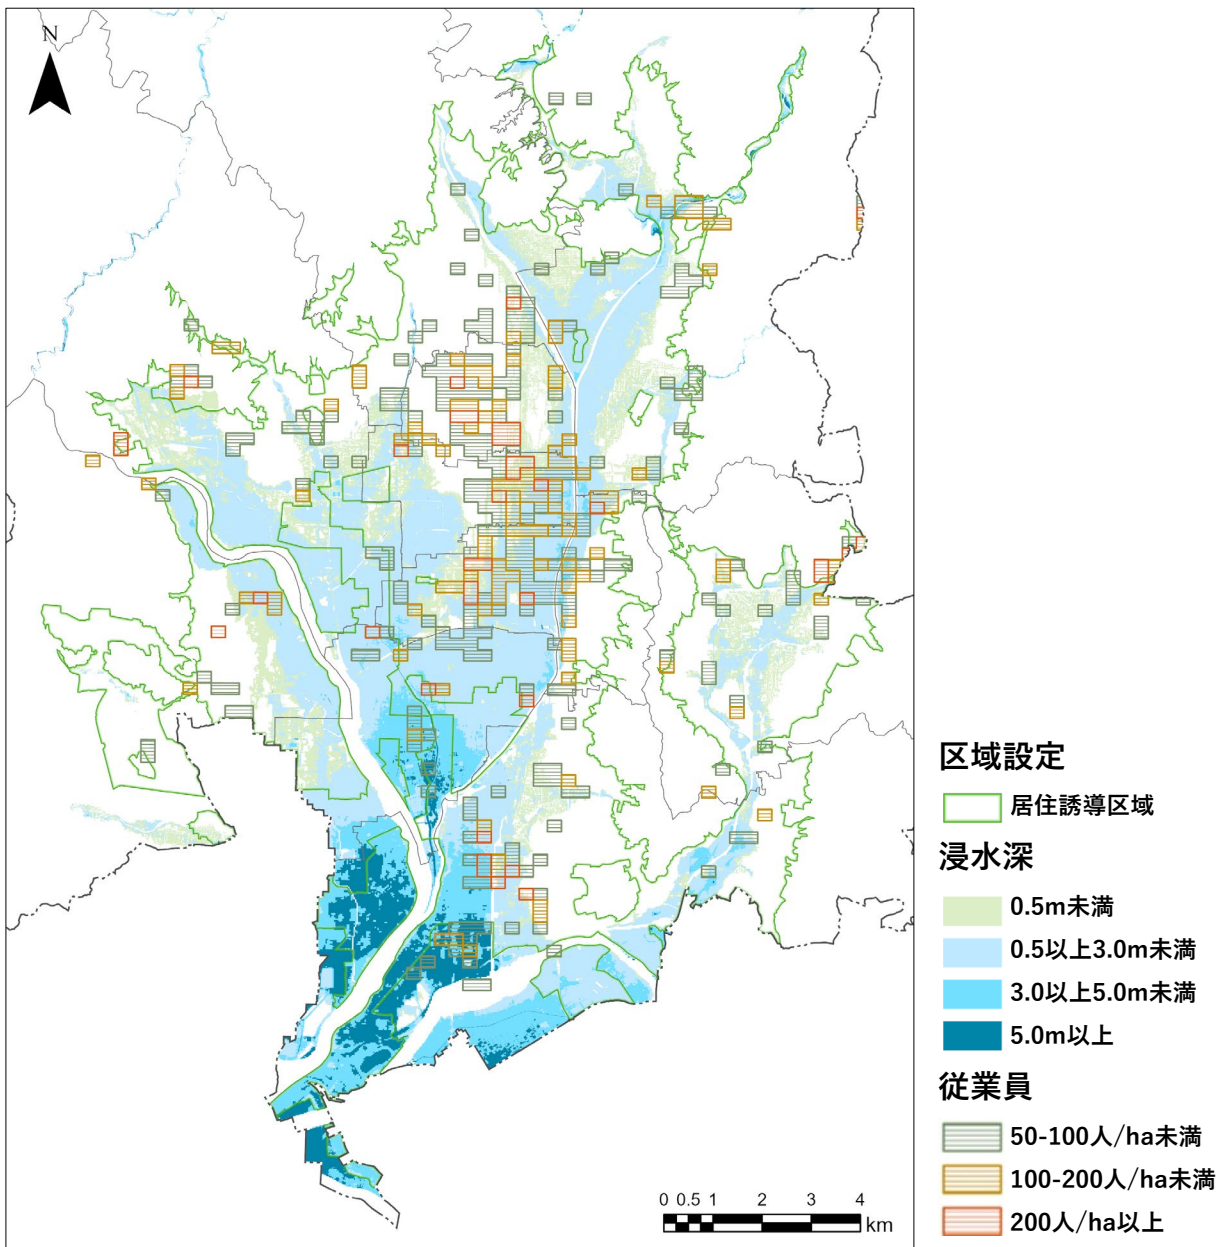 N
区域設定
居住誘導区域
浸水深
0.5m未満
0.5以上3.0m未満
3.0以上5.0m未満
5.0m以上
従業員
50-100人/ha未満
100-200人/ha未満
200人/ha以上
0 0.5 1 2 3 4
km